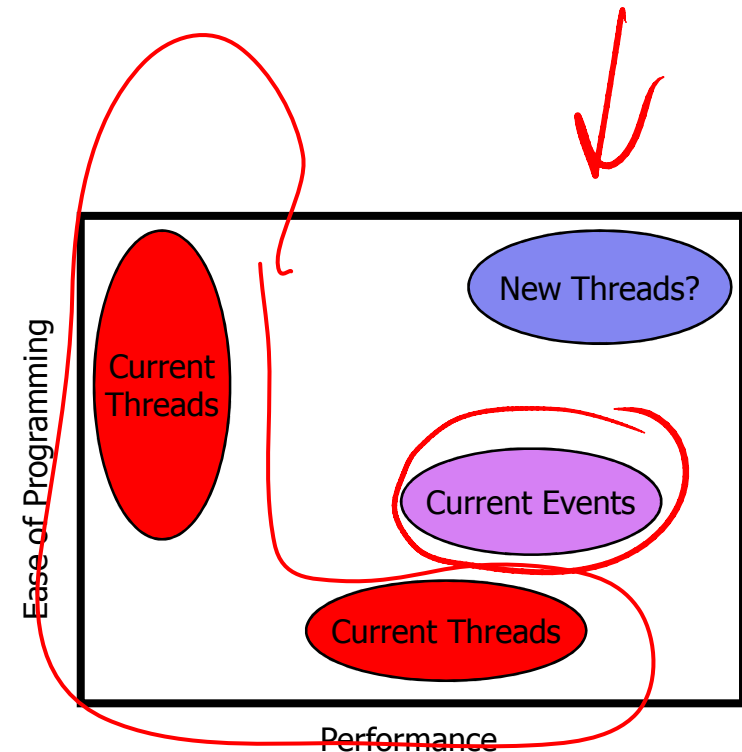 New Threads?
Current
Threads
Ease of Programming
Current Events
Current Threads
Performance